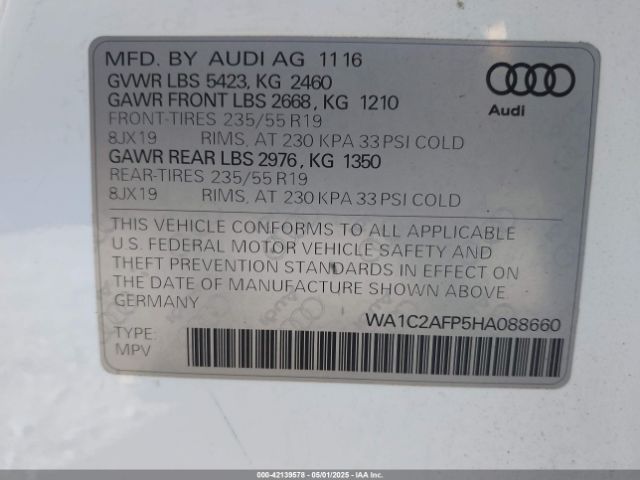 MFD. BY AUDI AG 11 16
GVWR LBS 5423, KG 2460
GAWR FRONT LBS 2668, KG 1210
FRONT-TIRES 235/55 R19
8JX19 RIMS, AT 230 KPA 33 PSI COLD
GAWR REAR LBS 2976, KG 1350
REAR-TIRES 235/55 R19
8JX19 RIMS, AT 230 KPA 33 PSI COLD
Audi
THIS VEHICLE CONFORMS TO ALL APPLICABLE
U.S. FEDERAL MOTOR VEHICLE SAFETY AND
THEFT PREVENTION STANDARDS IN EFFECT ON
THE DATE OF MANUFACTURE SHOWN ABOVE
GERMANY
WA1C2AFP5HA088660
TYPE:
MPV
000-42139578 - 05/01/2025 - IAA